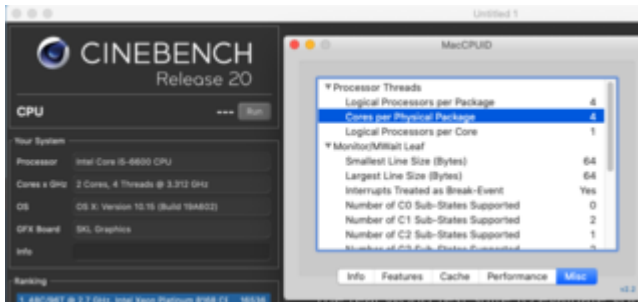 Untitled 1
CINEBENCH
Release 20
CPU --- Run
Your System
Processor Intel Core i5-6600 CPU
Cores x GHz 2 Cores, 4 Threads @ 3.312 GHz
OS OS X: Version 10.15 (Build 19A602)
GFX Board SKL Graphics
Info
Ranking
MacCPUID
Processor Threads
Logical Processors per Package 4
Cores per Physical Package 4
Logical Processors per Core 1
Monitor/MWait Leaf
Smallest Line Size (Bytes) 64
Largest Line Size (Bytes) 64
Interrupts Treated as Break-Event Yes
Number of C0 Sub-States Supported 0
Number of C1 Sub-States Supported 2
Number of C2 Sub-States Supported 1
Info Features Cache Performance Misc